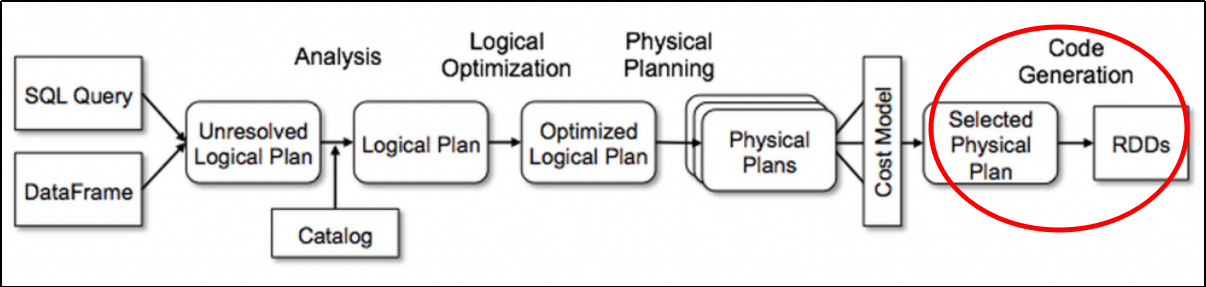 Analysis
Logical
Optimization
Physical
Planning
Code
Generation
SQL Query
DataFrame
Unresolved
Logical Plan
Catalog
Logical Plan
Optimized
Logical Plan
Physical
Plans
Cost Model
Selected
Physical
Plan
RDDs